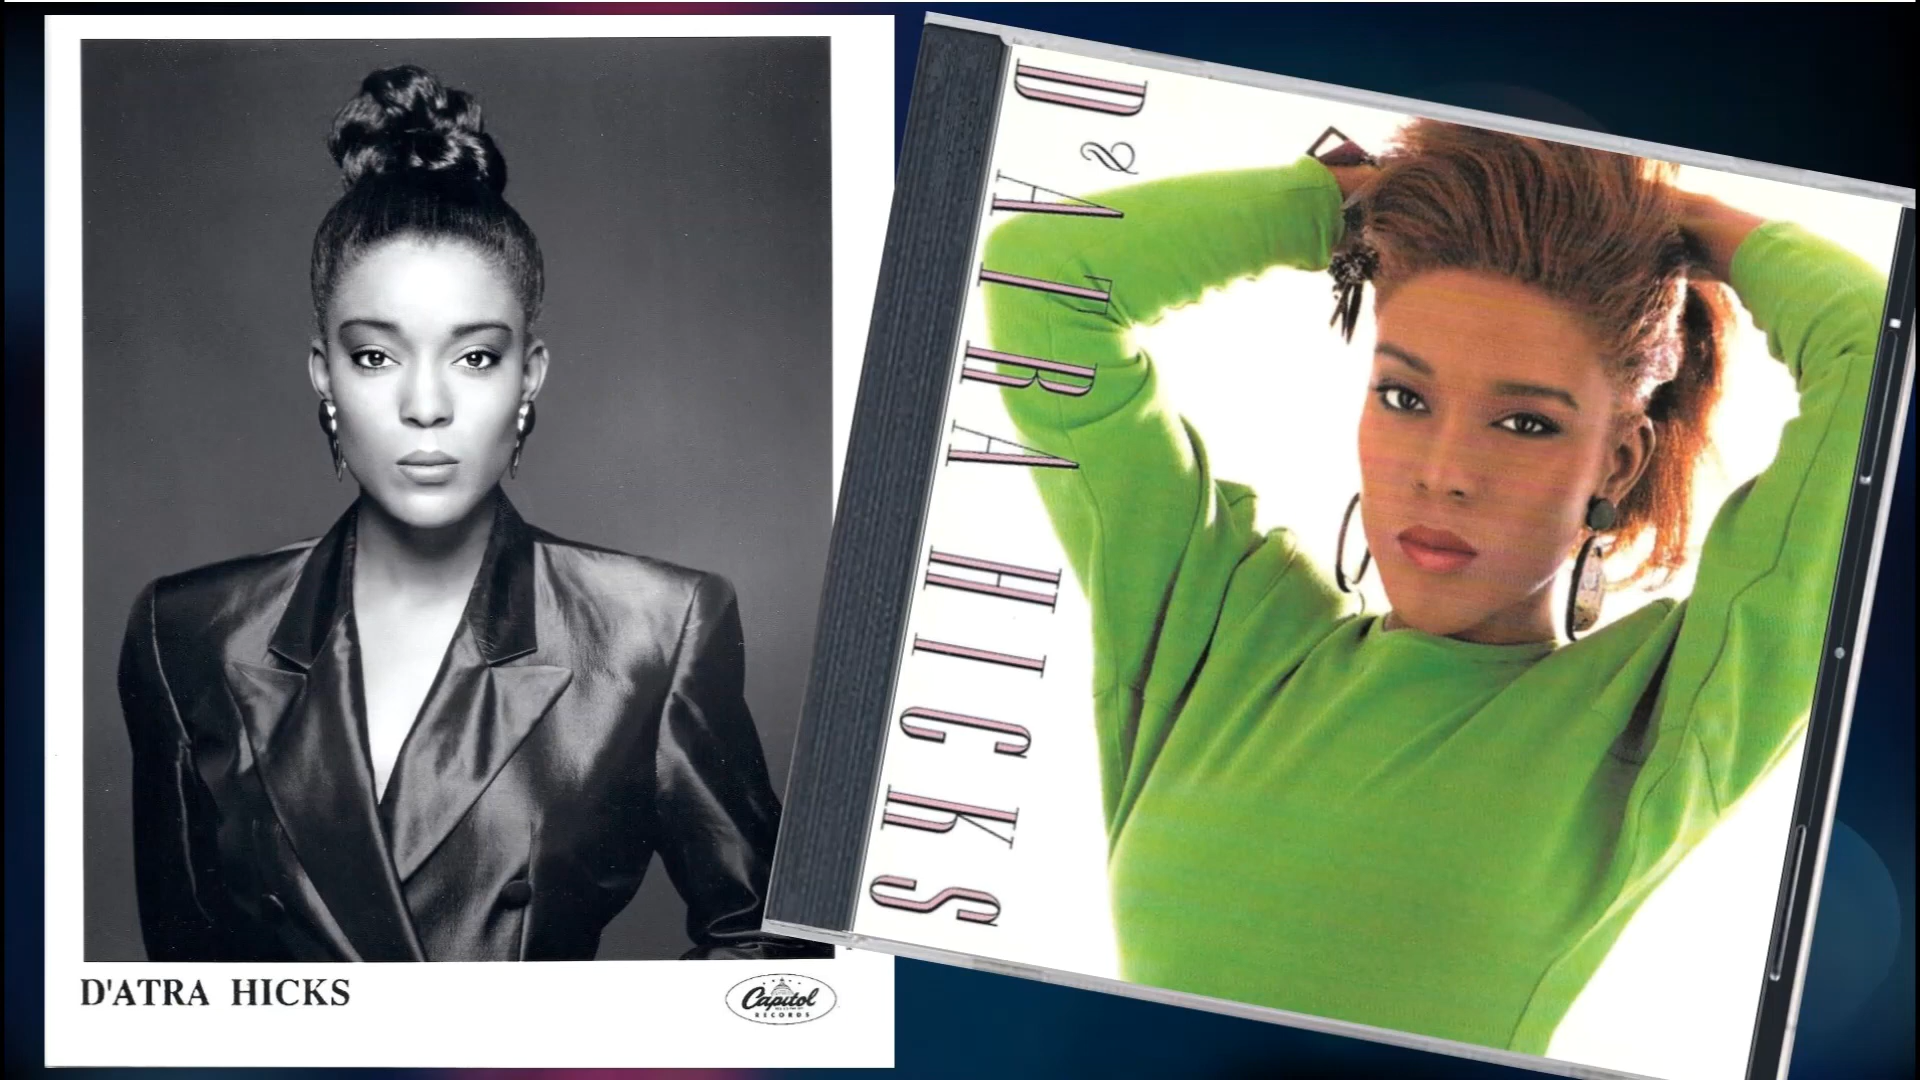 D'ATRA HICKS
Capitol
RECORDS
D & ATRA HICKS